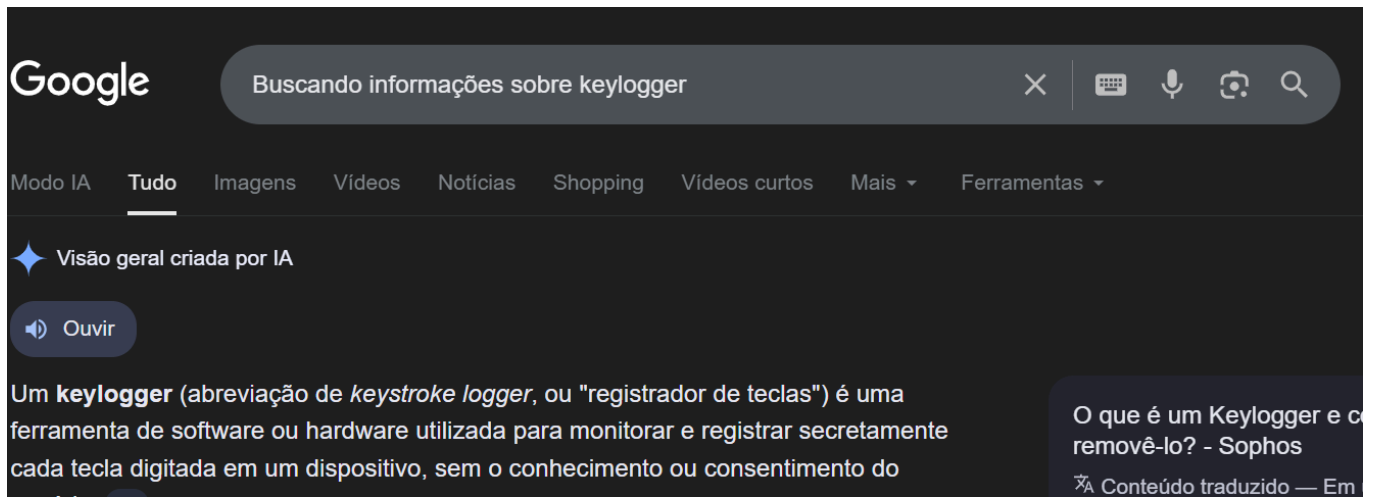 Google
Buscando informações sobre keylogger
Modo IA Tudo Imagens Vídeos Notícias Shopping Vídeos curtos Mais Ferramentas
Visão geral criada por IA
Ouvir
Um keylogger (abreviação de keystroke logger, ou "registrador de teclas") é uma
ferramenta de software ou hardware utilizada para monitorar e registrar secretamente
cada tecla digitada em um dispositivo, sem o conhecimento ou consentimento do
O que é um Keylogger e
removê-lo? - Sophos
Conteúdo traduzido — Em